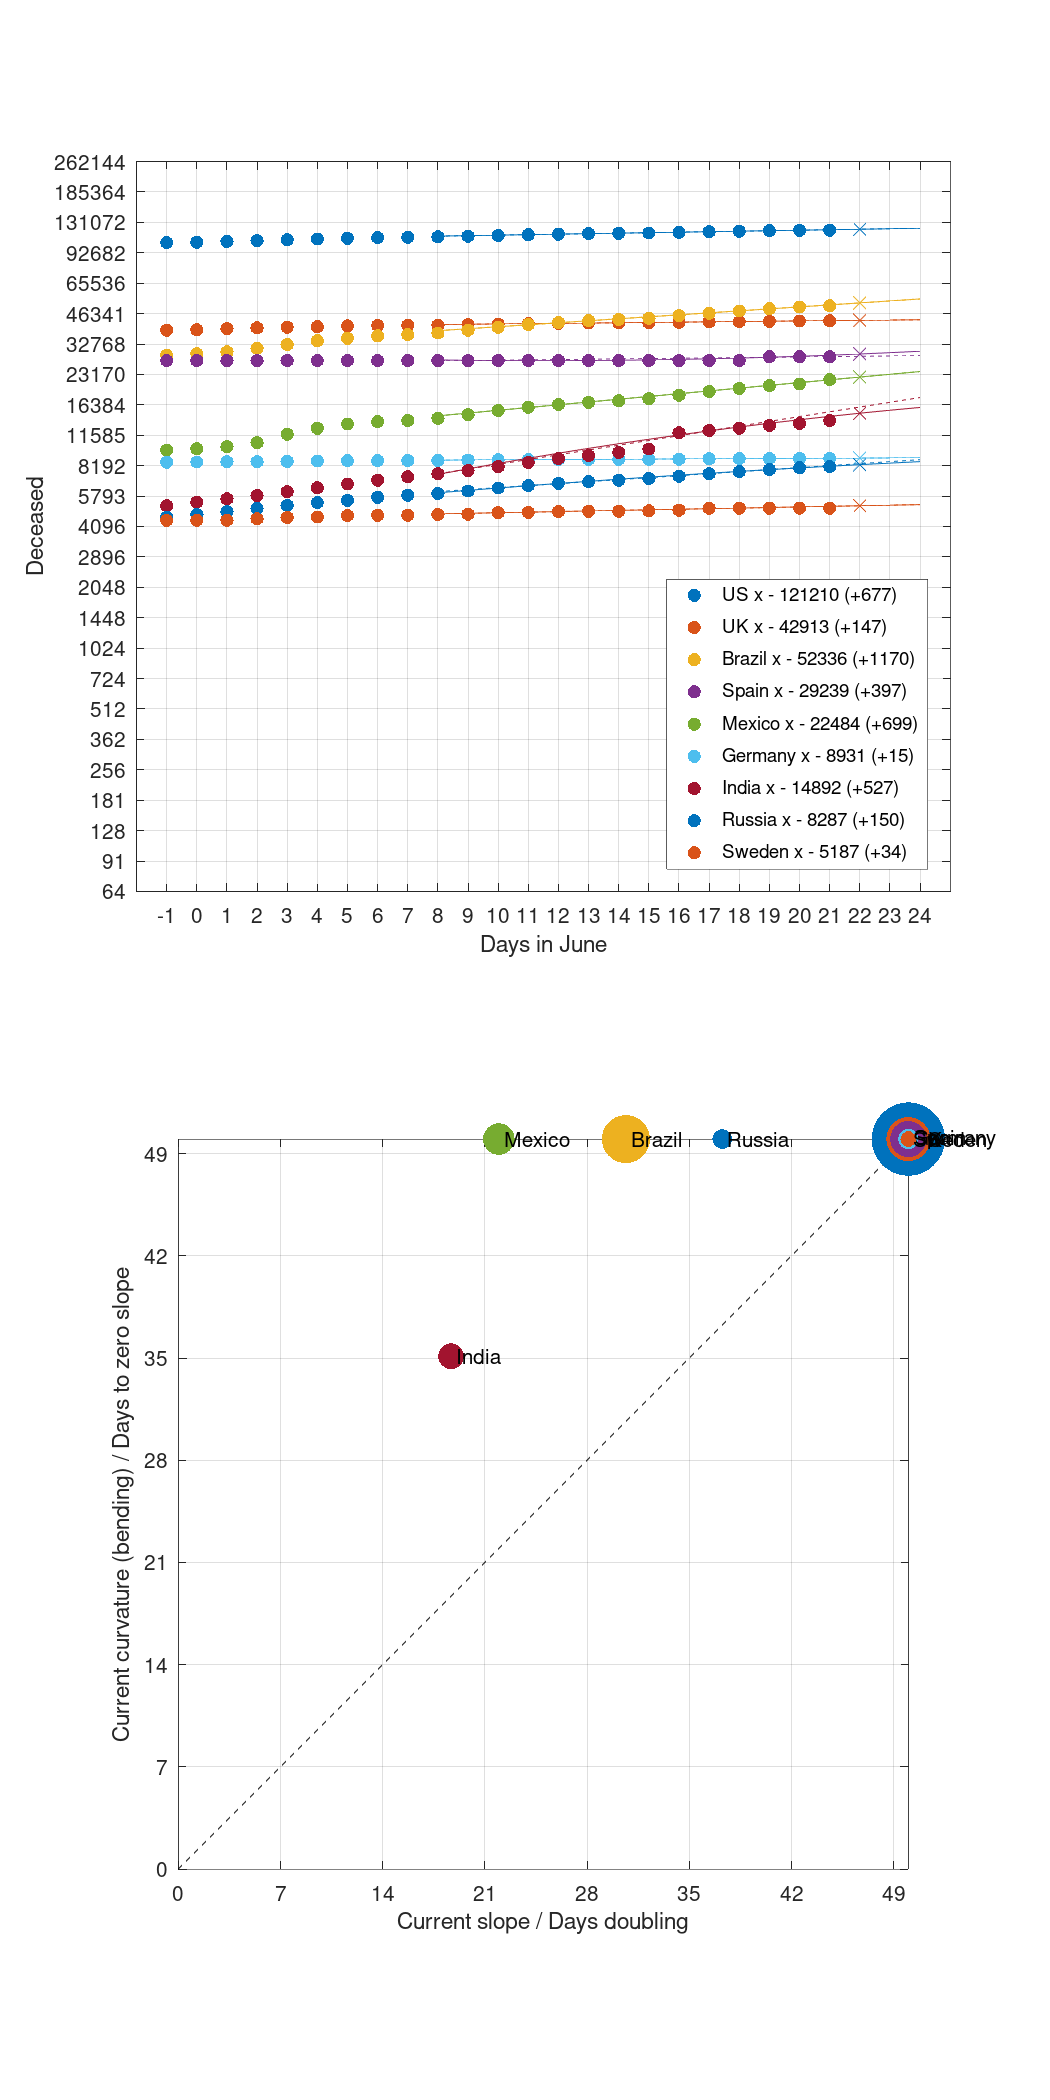 262144
185364
131072
92682
65536
46341
32768
23170
16384
11585
8192
5793
4096
2896
2048
1448
1024
724
512
362
256
181
128
91
64
Deceased
US x - 121210 (+677)
UK x - 42913 (+147)
Brazil x - 52336 (+1170)
Spain x - 29239 (+397)
Mexico x - 22484 (+699)
Germany x - 8931 (+15)
India x - 14892 (+527)
Russia x - 8287 (+150)
Sweden x - 5187 (+34)
-1 0 1 2 3 4 5 6 7 8 9 10 11 12 13 14 15 16 17 18 19 20 21 22 23 24
Days in June
Mexico
Brazil
Russia
India
49
42
35
28
21
14
7
0
Current curvature (bending) / Days to zero slope
0 7 14 21 28 35 42 49
Current slope / Days doubling